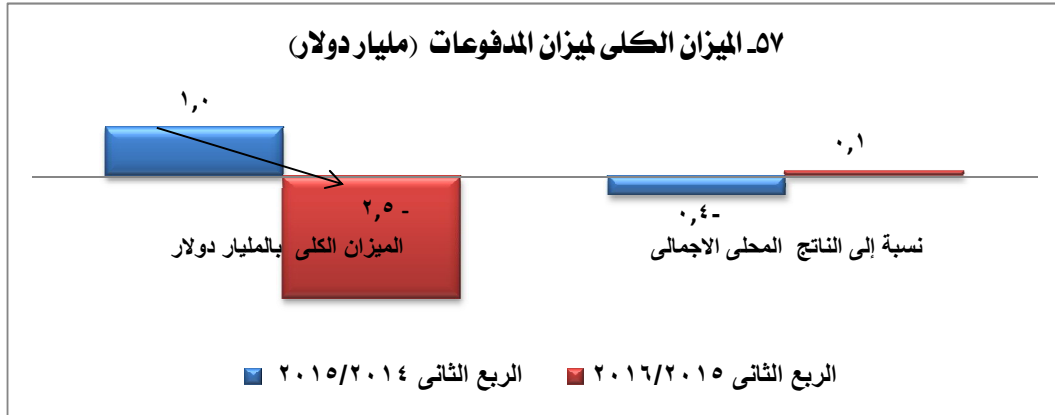 ٥٧ـ الميزان الكلى لميزان المدفوعات (مليار دولار)
١,٠
٠,١
- ٢,٥
-٠,٤
الميزان الكلى بالمليار دولار
نسبة إلى الناتج المحلى الاجمالى
الربع الثانى ٢٠١٥/٢٠١٤
الربع الثانى ٢٠١٦/٢٠١٥